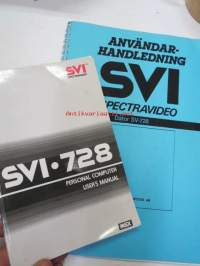 ANVÄNDAR-
HANDLEDNING
SVI
SPECTRAVIDEO
Dator SV-728
SVI
SVI·728
PERSONAL COMPUTER
USER'S MANUAL
MSX